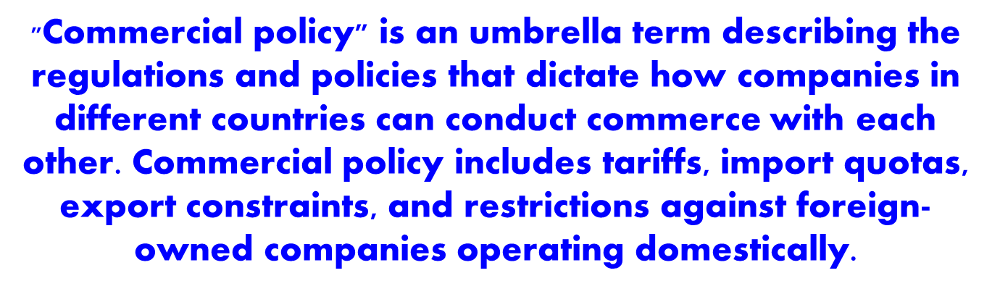 "Commercial policy" is an umbrella term describing the
regulations and policies that dictate how companies in
different countries can conduct commerce with each
other. Commercial policy includes tariffs, import quotas,
export constraints, and restrictions against foreign-
owned companies operating domestically.